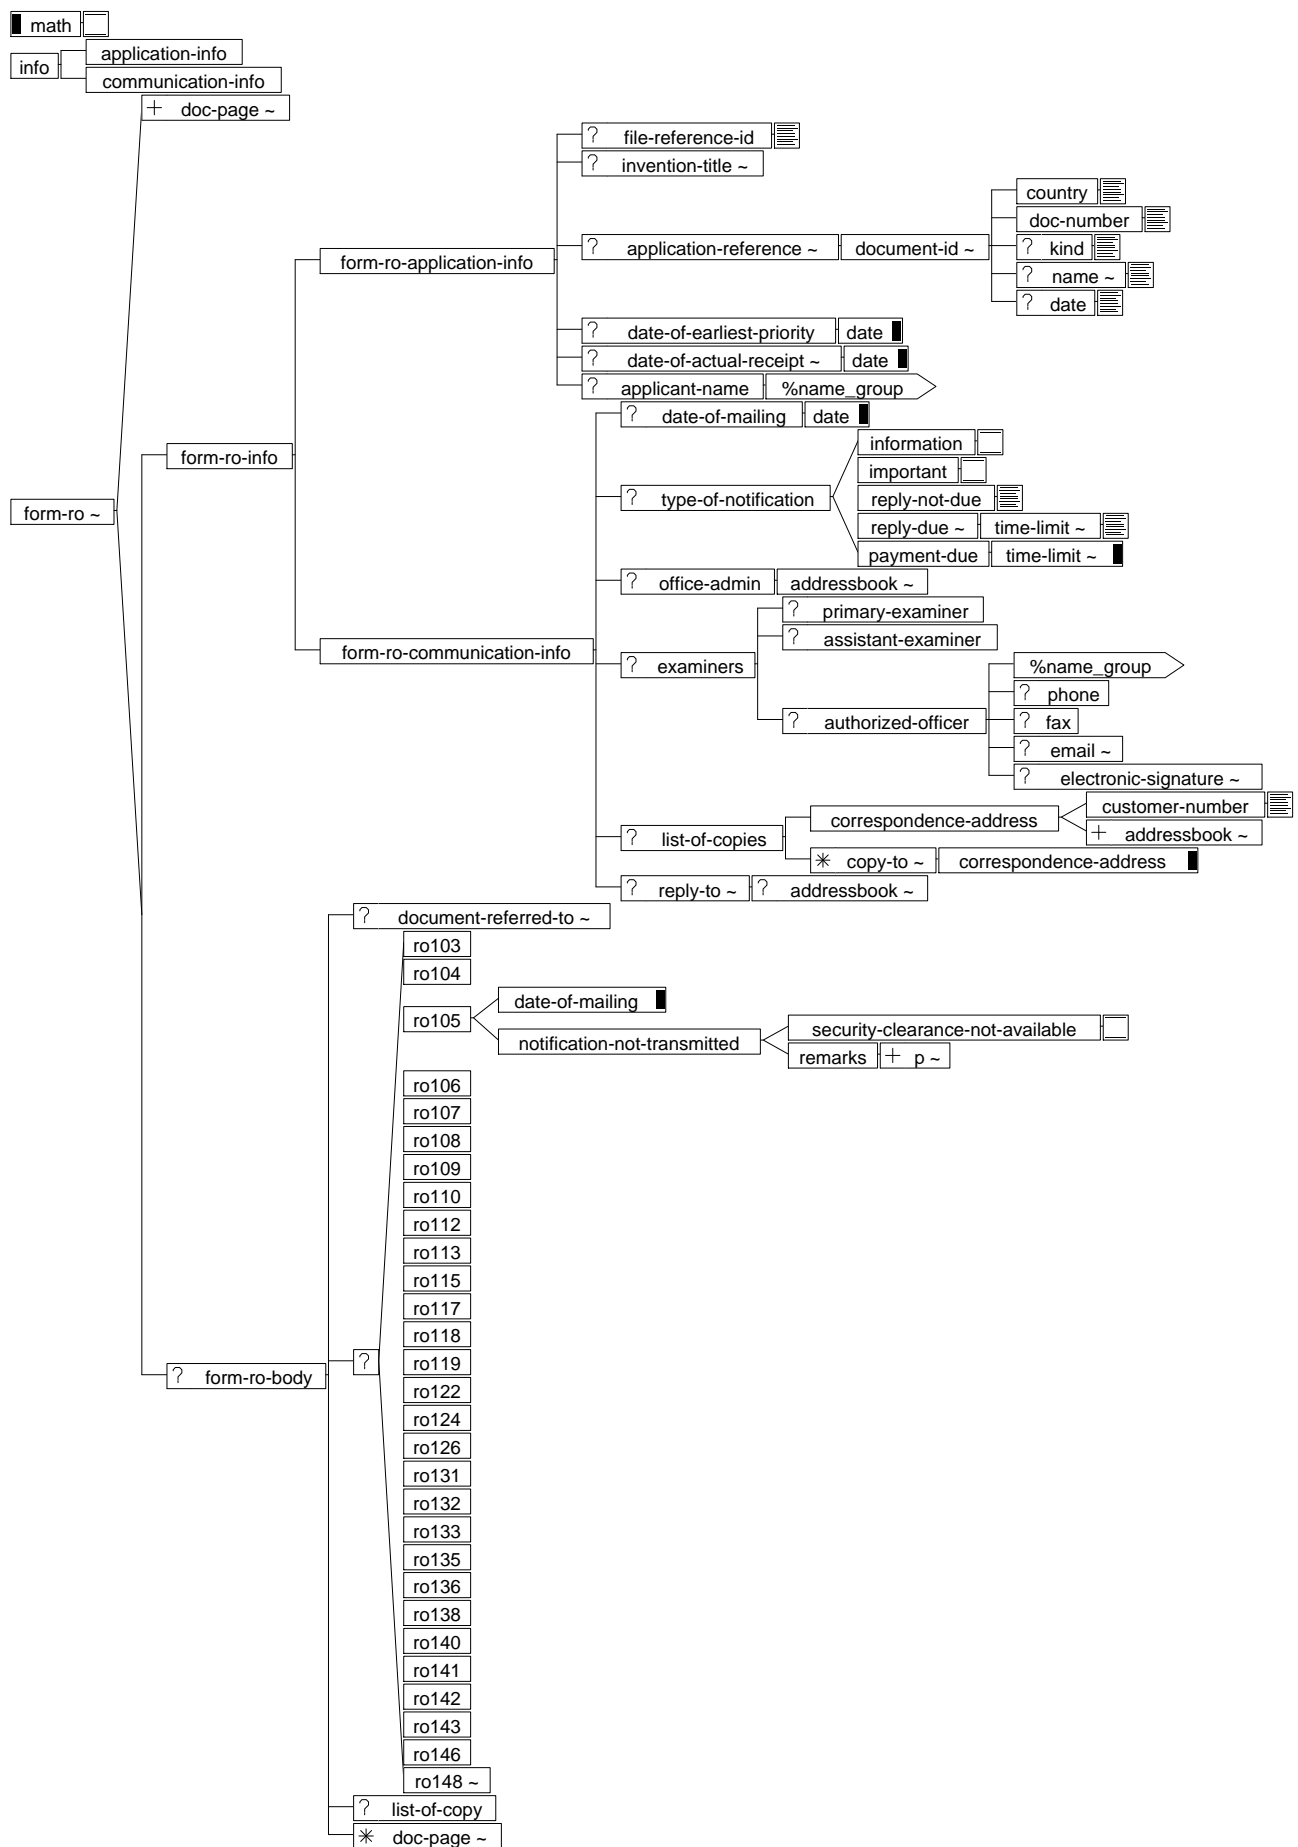 math
application-info
info
communication-info
+ doc-page ~
? file-reference-id
? invention-title ~
country
doc-number
? application-reference ~ document-id ~ ? kind
form-ro-application-info
? name ~
? date
? date-of-earliest-priority date
? date-of-actual-receipt ~ date
? applicant-name %name_group
? date-of-mailing date
information
form-ro-info
important
? type-of-notification reply-not-due
form-ro ~
reply-due ~ time-limit ~
payment-due time-limit ~
? office-admin addressbook ~
? primary-examiner
? assistant-examiner
form-ro-communication-info
? examiners %name_group
? phone
? authorized-officer ? fax
? email ~
? electronic-signature ~
customer-number
correspondence-address
? list-of-copies + addressbook ~
* copy-to ~ correspondence-address
? reply-to ~ ? addressbook ~
? document-referred-to ~
ro103
ro104
date-of-mailing
ro105
security-clearance-not-available
notification-not-transmitted
remarks + p ~
ro106
ro107
ro108
ro109
ro110
ro112
ro113
ro115
ro117
ro118
? ro119
? form-ro-body
ro122
ro124
ro126
ro131
ro132
ro133
ro135
ro136
ro138
ro140
ro141
ro142
ro143
ro146
ro148 ~
? list-of-copy
* doc-page ~